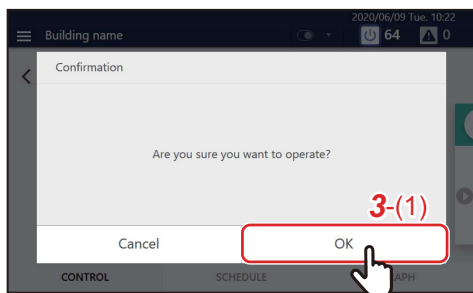 2020/06/09 Tue. 10:22
Building name
64
0
Confirmation
Are you sure you want to operate?
3-(1)
Cancel
OK
CONTROL
SCHEDULE
APH